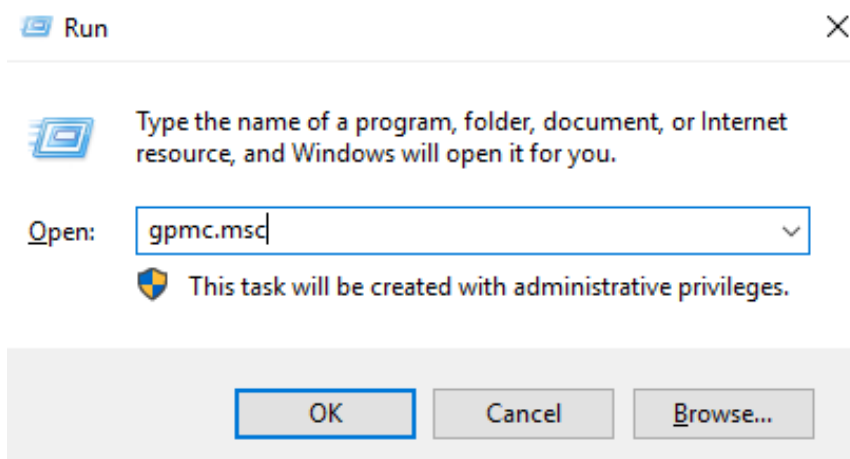 Run
Type the name of a program, folder, document, or Internet
resource, and Windows will open it for you.
Open: gpmc.msc
This task will be created with administrative privileges.
OK Cancel Browse...